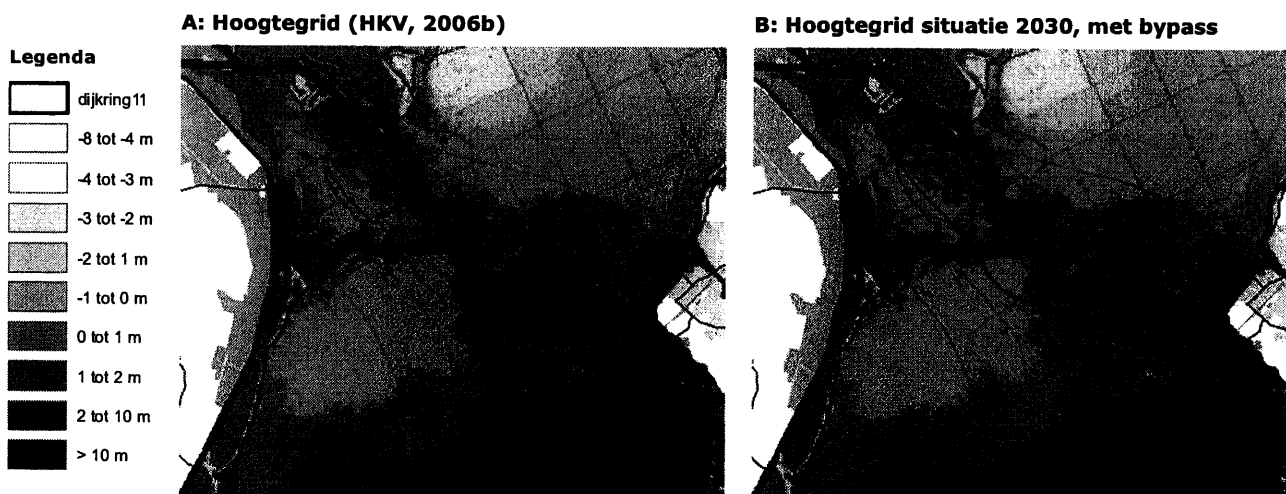 A: Hoogtegrid (HKV, 2006b)
B: Hoogtegrid situatie 2030, met bypass
Legenda
dijkring11
-8 tot -4 m
-4 tot -3 m
-3 tot -2 m
-2 tot 1 m
-1 tot 0 m
0 tot 1 m
1 tot 2 m
2 tot 10 m
> 10 m